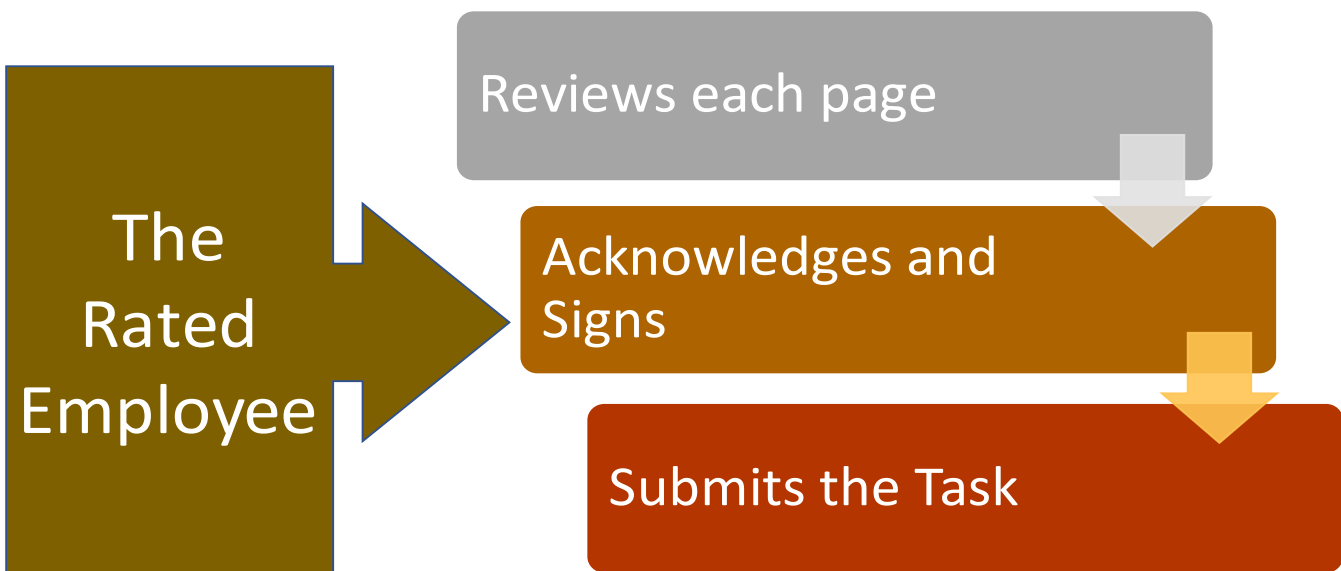 The
Rated
Employee
Reviews each page
Acknowledges and
Signs
Submits the Task